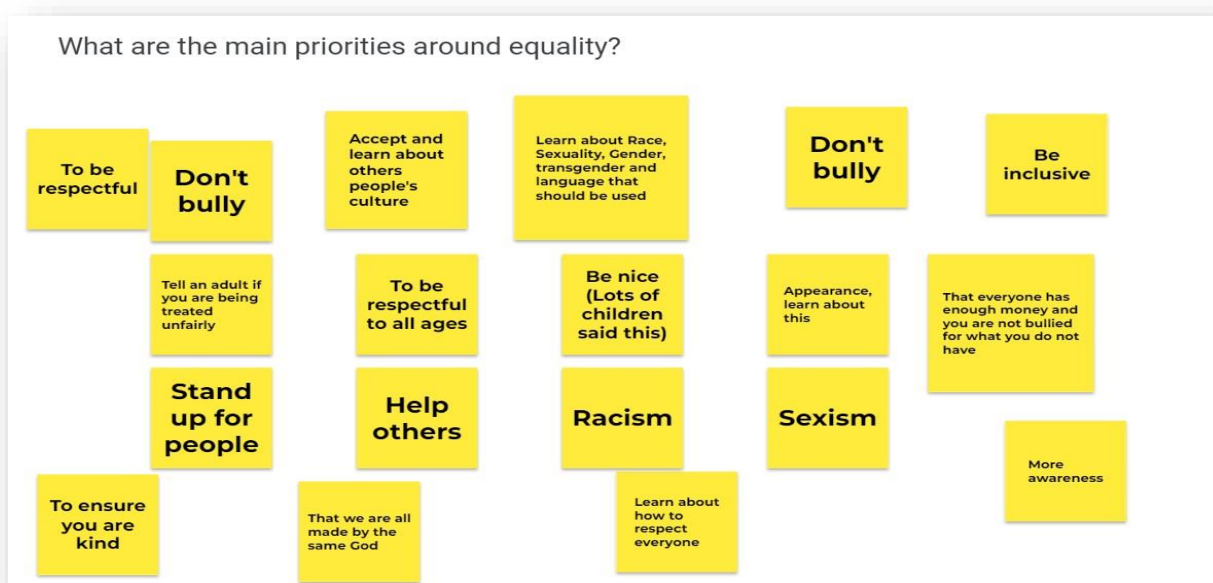 What are the main priorities around equality?
To be
respectful
Don't
bully
Accept and
learn about
others
people's
culture
Learn about Race,
Sexuality, Gender,
transgender and
language that
should be used
Don't
bully
Be
inclusive
Tell an adult if
you are being
treated
unfairly
To be
respectful
to all ages
Be nice
(Lots of
children
said this)
Appearance,
learn about
this
That everyone has
enough money and
you are not bullied
for what you do not
have
Stand
up for
people
Help
others
Racism
Sexism
More
awareness
To ensure
you are
kind
That we are all
made by the
same God
Learn about
how to
respect
everyone